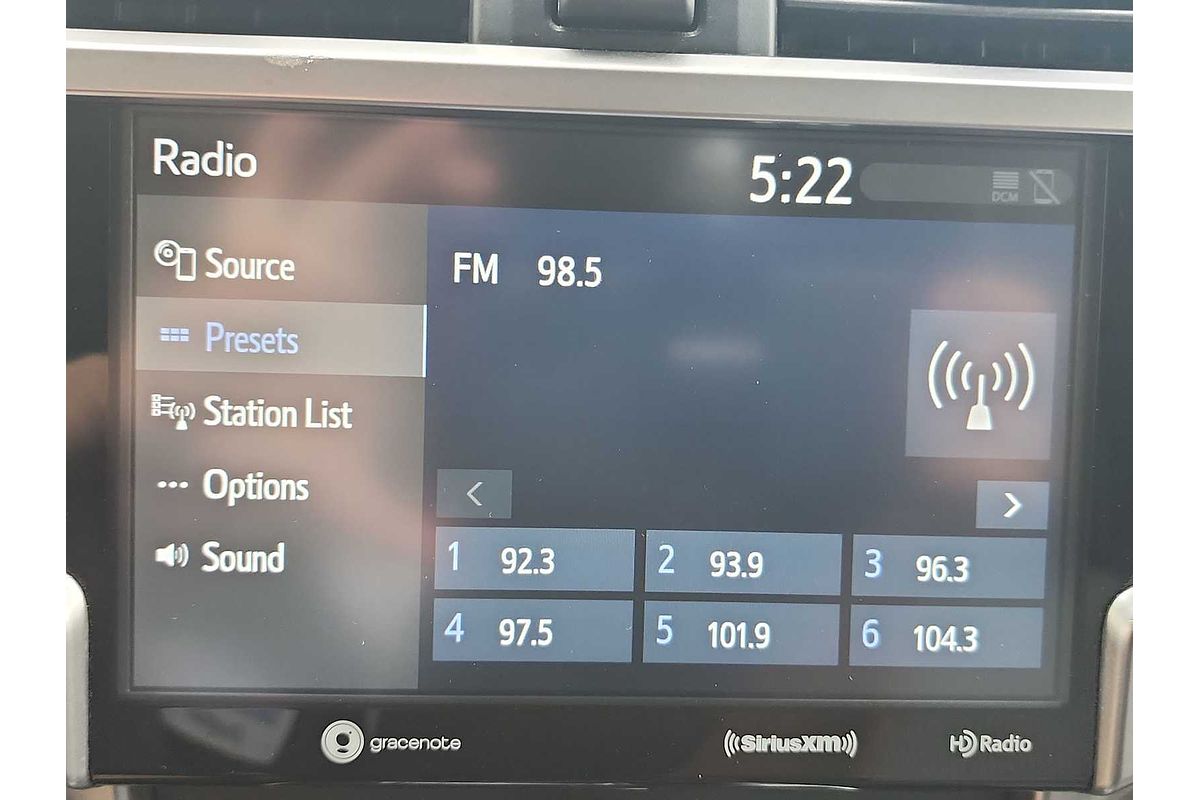 Radio
5:22
DCM
Source
FM 98.5
Presets
Station List
Options
Sound
1 92.3
2 93.9
3 96.3
4 97.5
5 101.9
6 104.3
gracenote
SiriusXM
HD Radio